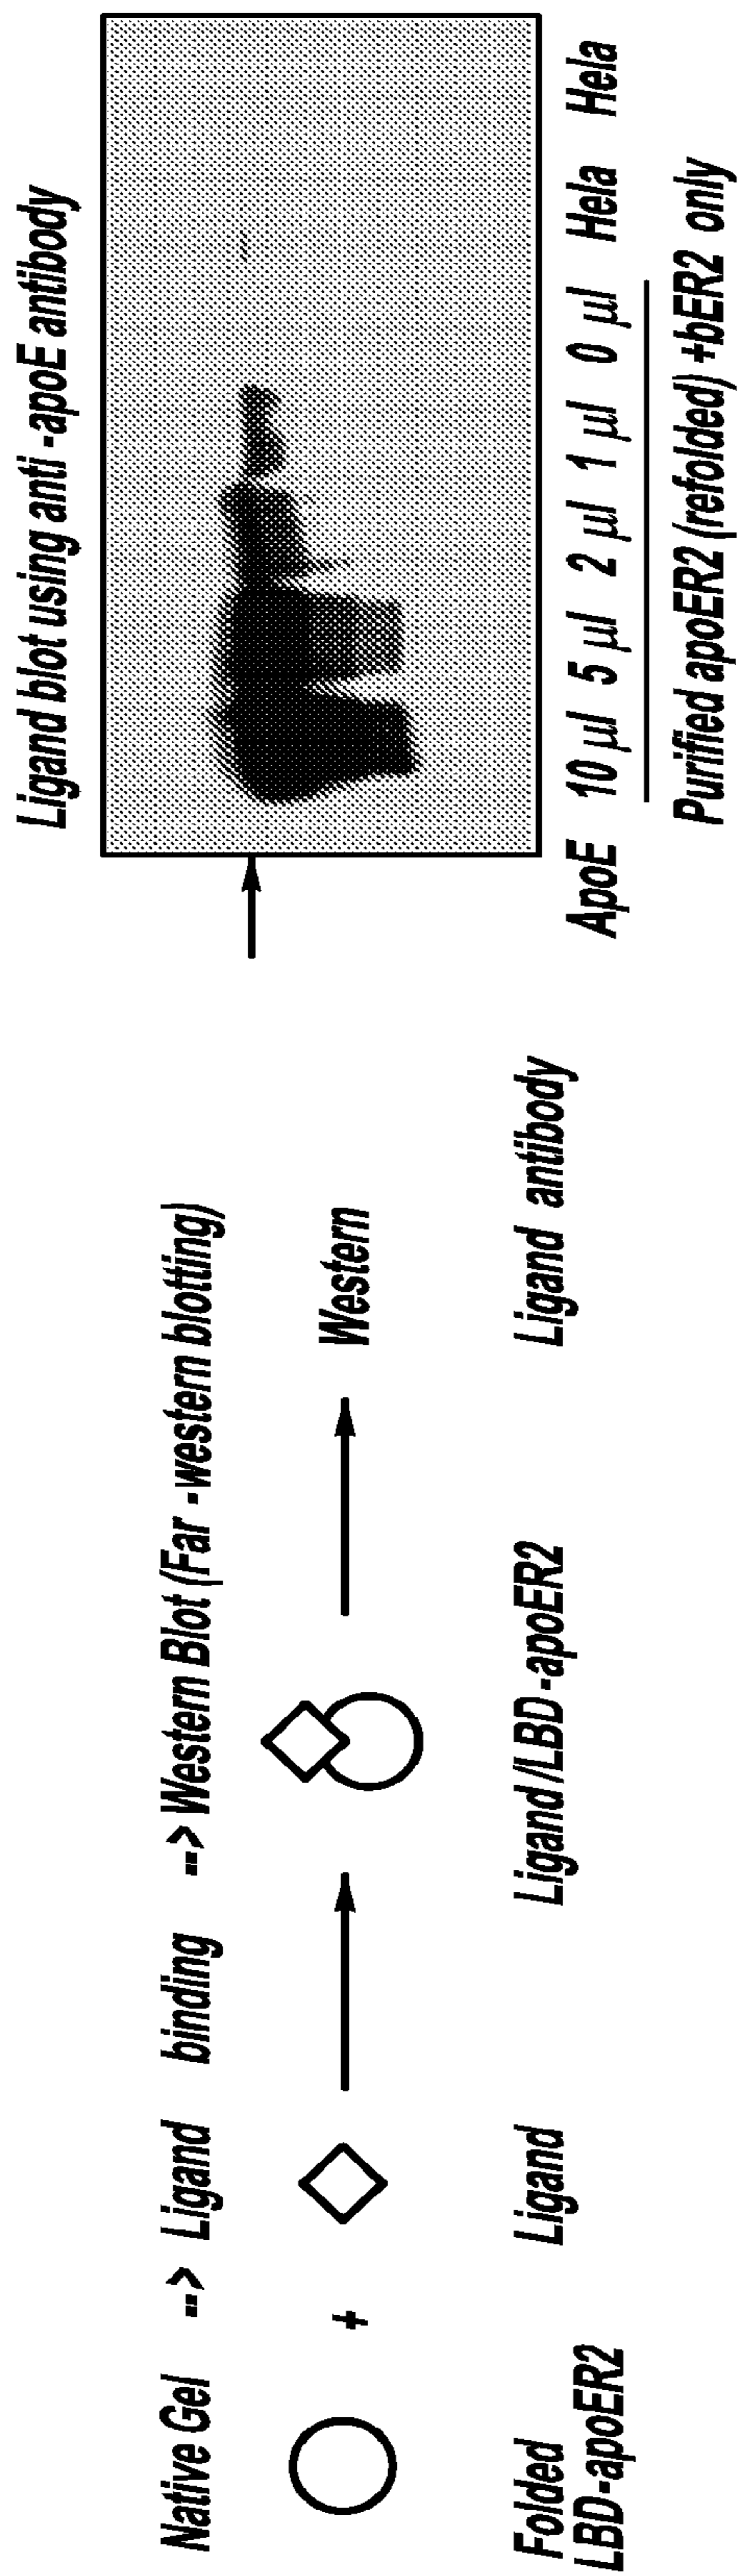 Native Gel --> Ligand binding --> Western Blot (Far -western blotting)
+
Western
Folded
LBD-apoER2
Ligand
Ligand /LBD -apoER2
Ligand antibody
Ligand blot using anti -apoE antibody
ApoE 10 µl 5 µl 2 µl 1 µl 0 µl Hela Hela
Purified apoER2 (refolded) +bER2 only